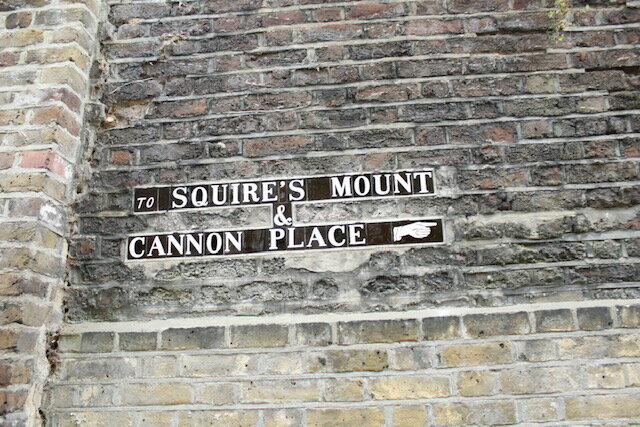 TO SQUIRE'S MOUNT
&
CANNON PLACE